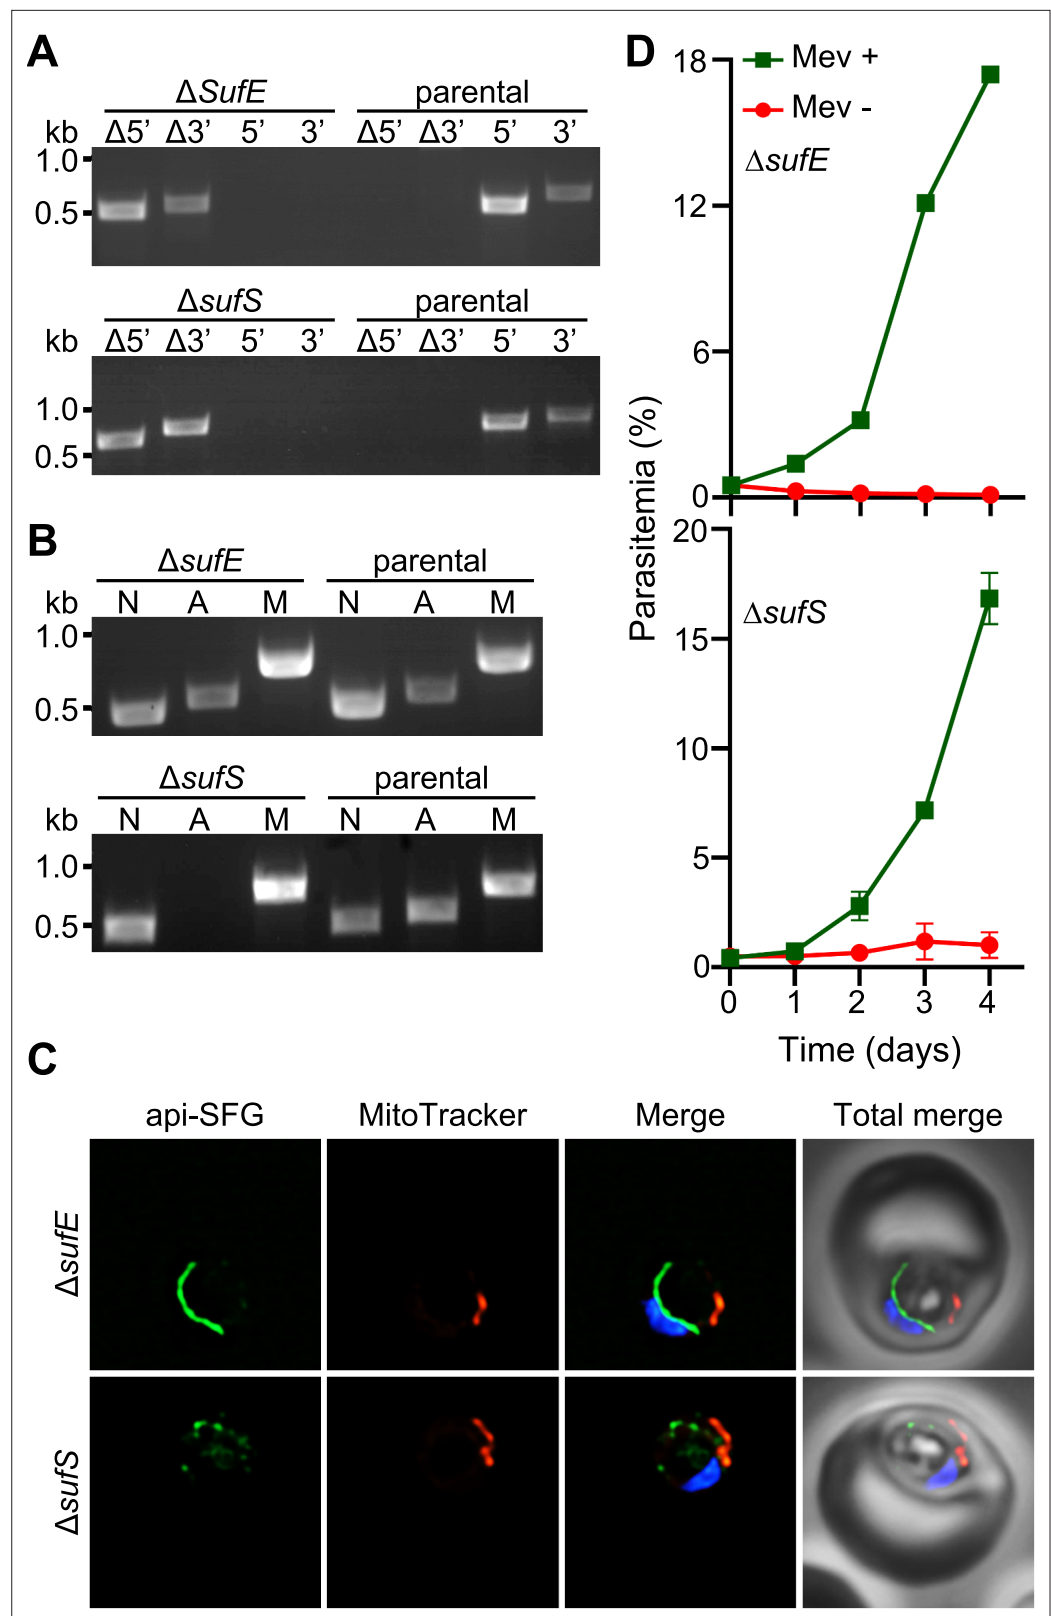 A
ΔSufE parental
kb Δ5’ Δ3’ 5’ 3’ Δ5’ Δ3’ 5’ 3’
1.0
0.5
ΔsufS parental
kb Δ5’ Δ3’ 5’ 3’ Δ5’ Δ3’ 5’ 3’
1.0
0.5
B
ΔsufE parental
kb N A M N A M
1.0
0.5
ΔsufS parental
kb N A M N A M
1.0
0.5
C
api-SFG MitoTracker Merge Total merge
ΔsufE
ΔsufS
D
Mev +
Mev -
ΔsufE
18
12
6
0
Parasitemia (%)
ΔsufS
20
15
10
5
0
0 1 2 3 4
Time (days)